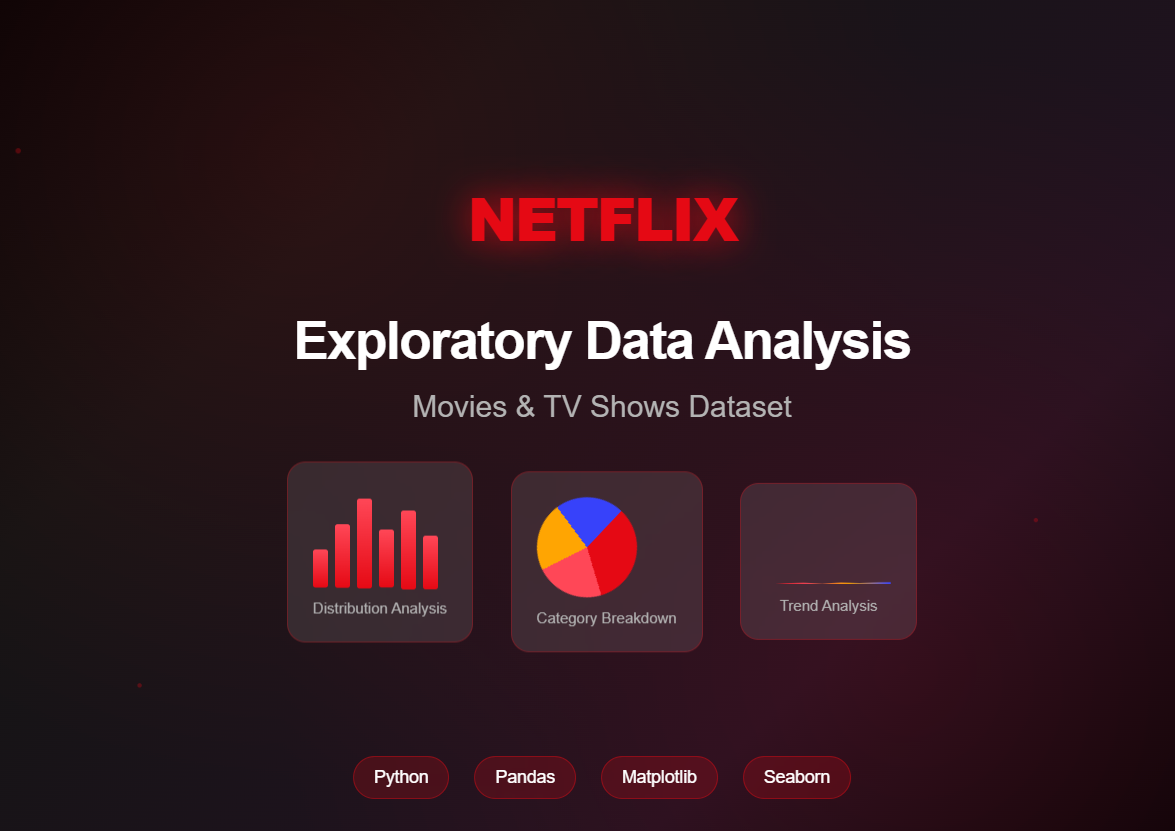 NETFLIX
Exploratory Data Analysis
Movies & TV Shows Dataset
Distribution Analysis
Category Breakdown
Trend Analysis
Python
Pandas
Matplotlib
Seaborn